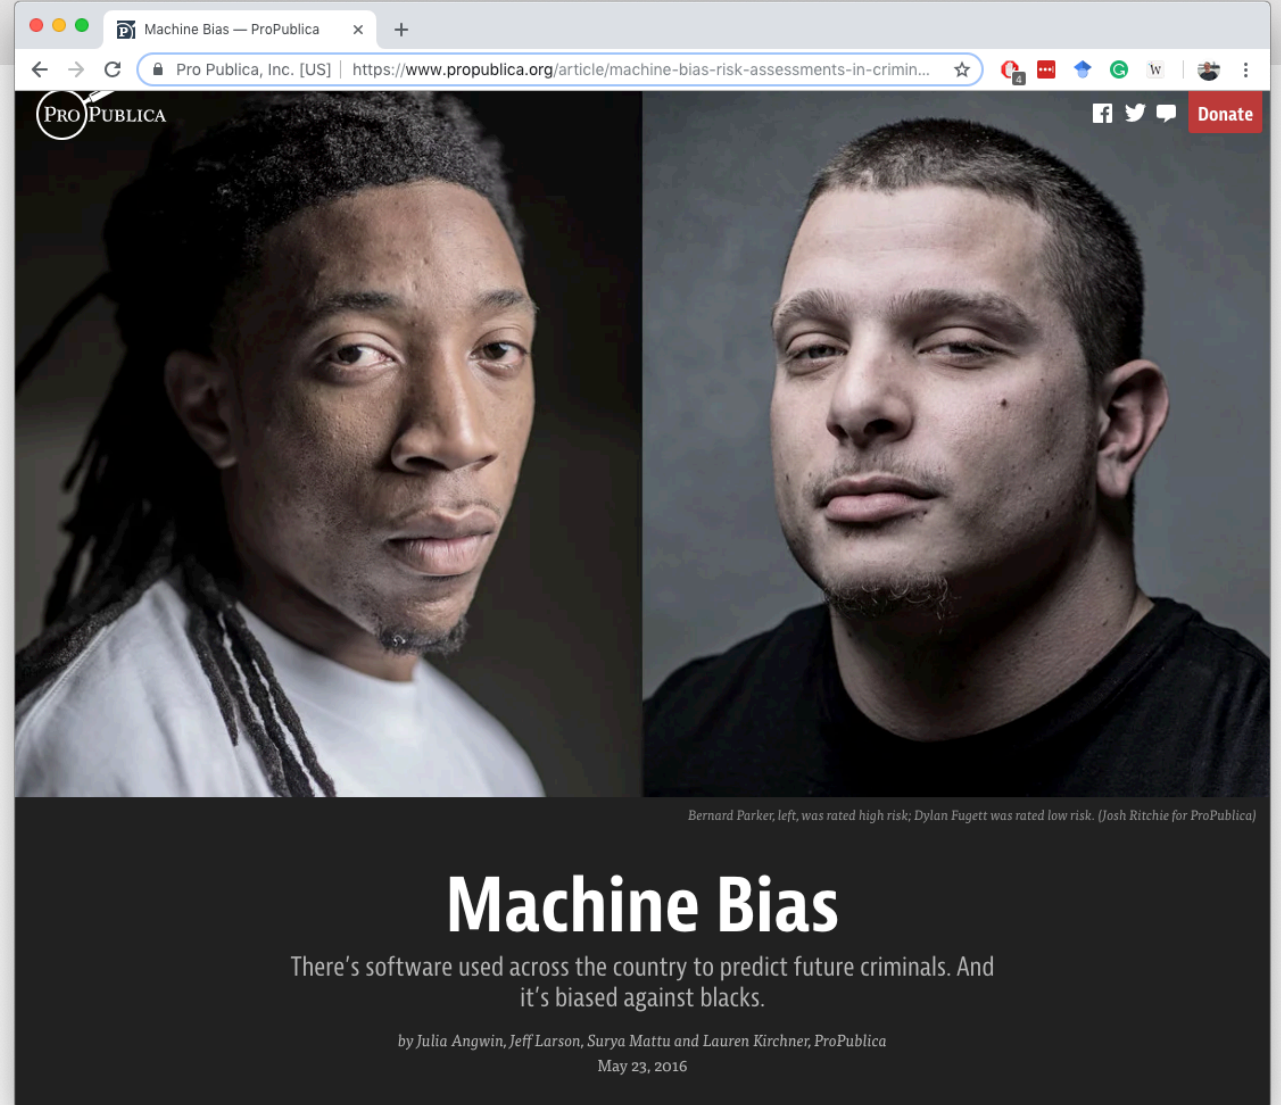 Machine Bias — ProPublica
Pro Publica, Inc. [US] | https://www.propublica.org/article/machine-bias-risk-assessments-in-crimin...
4
W
PROPUBLICA
Donate
Bernard Parker, left, was rated high risk; Dylan Fugett was rated low risk. (Josh Ritchie for ProPublica)
Machine Bias
There's software used across the country to predict future criminals. And
it's biased against blacks.
by Julia Angwin, Jeff Larson, Surya Mattu and Lauren Kirchner, ProPublica
May 23, 2016